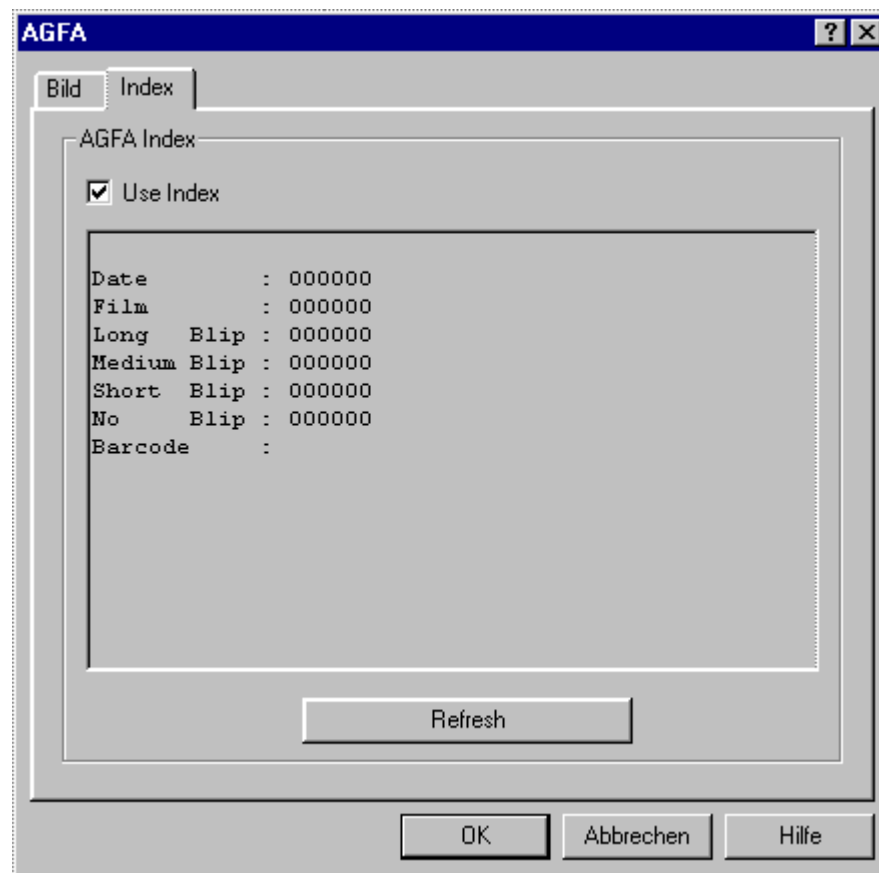 AGFA
Bild Index
AGFA Index
Use Index
Date : 000000
Film : 000000
Long Blip : 000000
Medium Blip : 000000
Short Blip : 000000
No Blip : 000000
Barcode :
Refresh
OK Abbrechen Hilfe